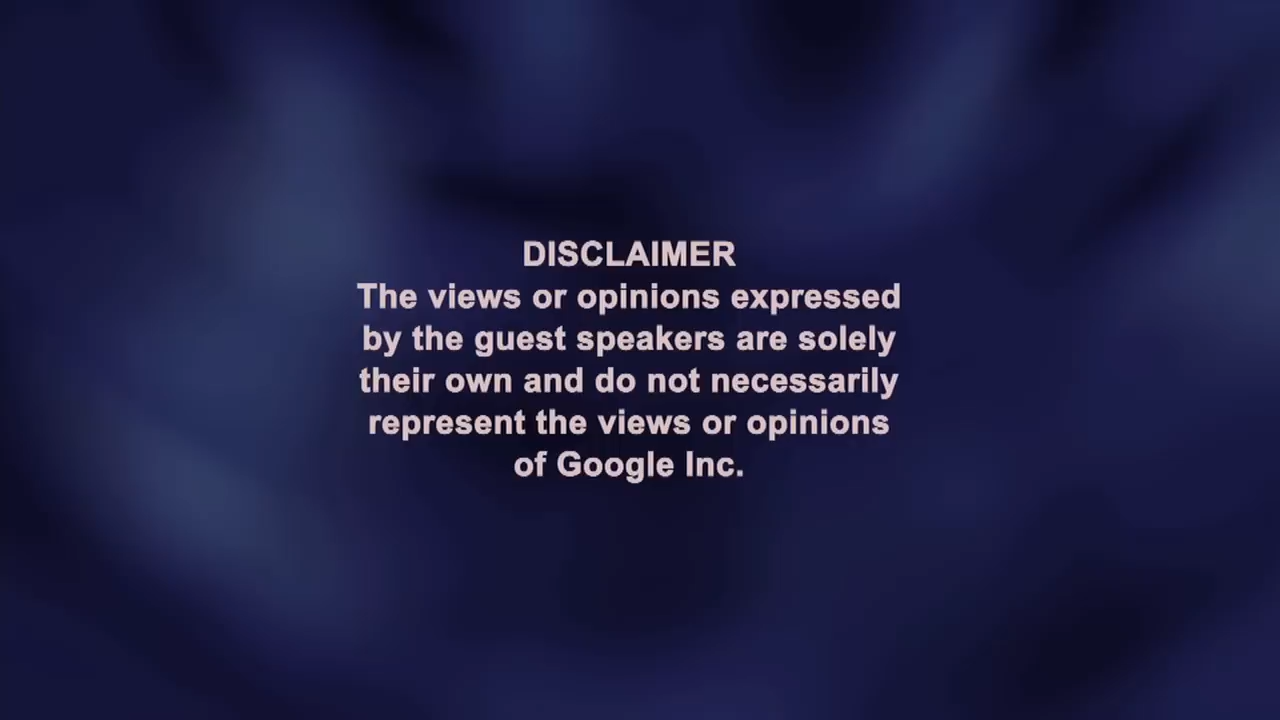 DISCLAIMER
The views or opinions expressed
by the guest speakers are solely
their own and do not necessarily
represent the views or opinions
of Google Inc.